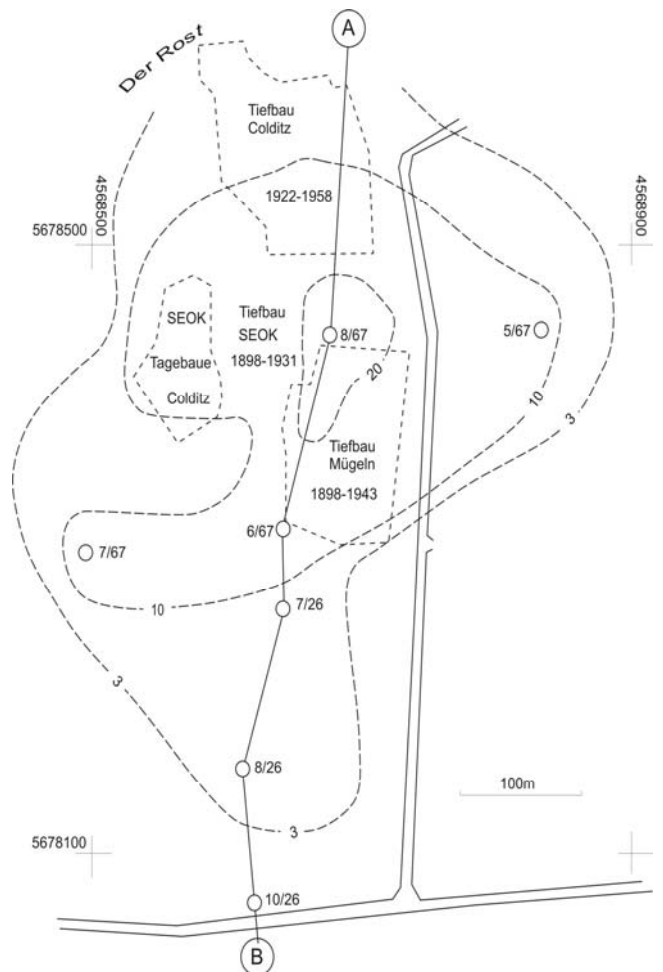 A
Der Rost
Tiefbau
Colditz
1922-1958
4568500
4568900
5678500
SEOK
Tagebaue
Colditz
Tiefbau
SEOK
1898-1931
8/67
5/67
20
10
3
Tiefbau
Mügeln
1898-1943
6/67
7/67
10
7/26
3
8/26
100m
3
5678100
10/26
B